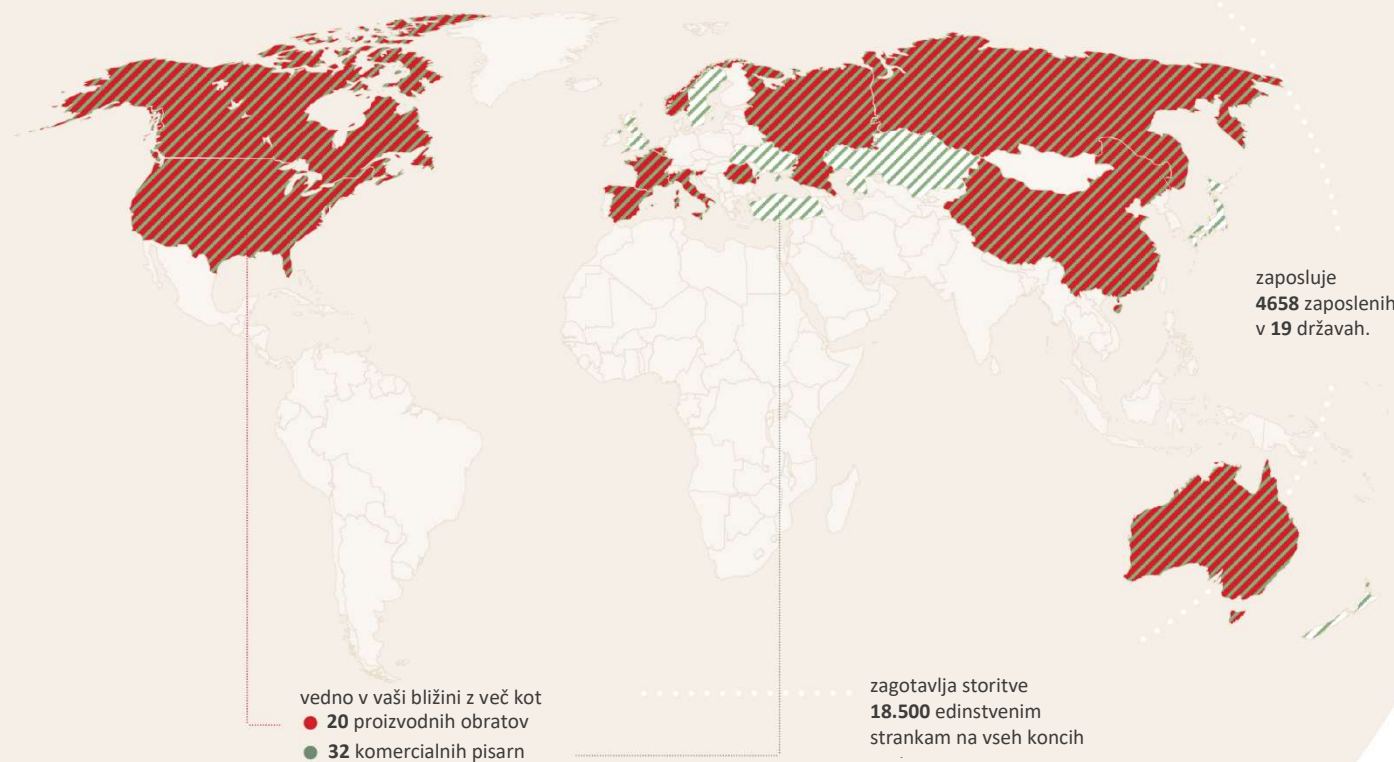 zaposluje
4658 zaposlenih
v 19 državah.
vedno v vaši bližini z več kot
20 proizvodnih obratov
32 komercialnih pisarn
zagotavlja storitve
18.500 edinstvenim
strankam na vseh koncih